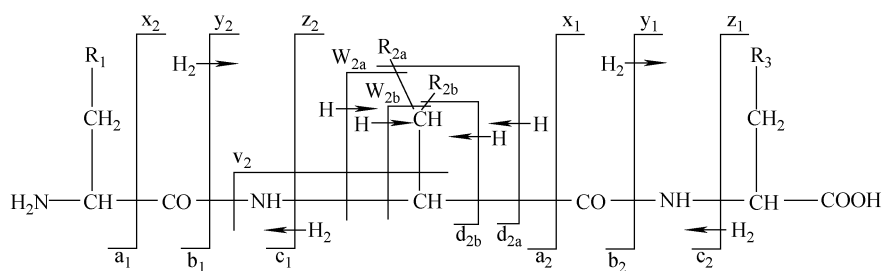 x₂ y₂ z₂ x₁ y₁ z₁
R₁ H₂ W₂ₐ R₂ₐ H₂ R₃
W₂b R₂b
H
CH₂ H CH H H CH₂
v₂
H₂N CH CO NH CH CO NH CH COOH
H₂ d₂b d₂ₐ H₂
a₁ b₁ c₁ a₂ b₂ c₂